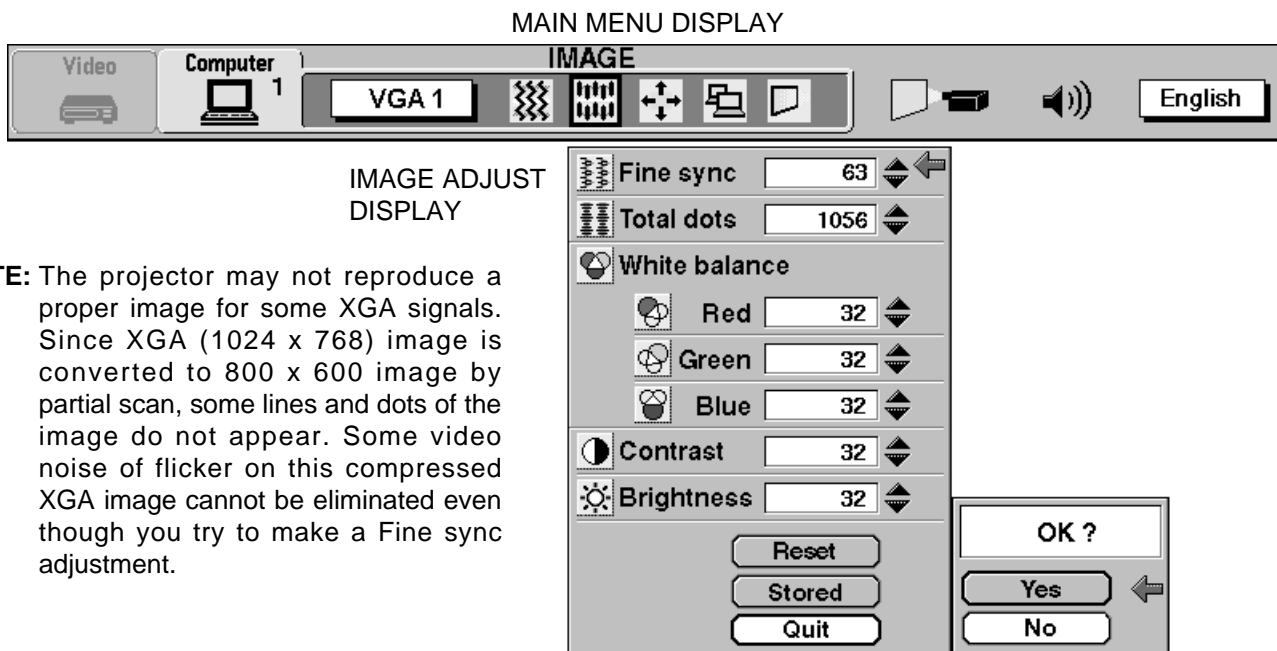 MAIN MENU DISPLAY
Video
Computer
1
IMAGE
VGA 1
English
IMAGE ADJUST
DISPLAY
Fine sync 63
Total dots 1056
White balance
Red 32
Green 32
Blue 32
Contrast 32
Brightness 32
Reset
Stored
Quit
OK ?
Yes
No
TE: The projector may not reproduce a
proper image for some XGA signals.
Since XGA (1024 x 768) image is
converted to 800 x 600 image by
partial scan, some lines and dots of the
image do not appear. Some video
noise of flicker on this compressed
XGA image cannot be eliminated even
though you try to make a Fine sync
adjustment.